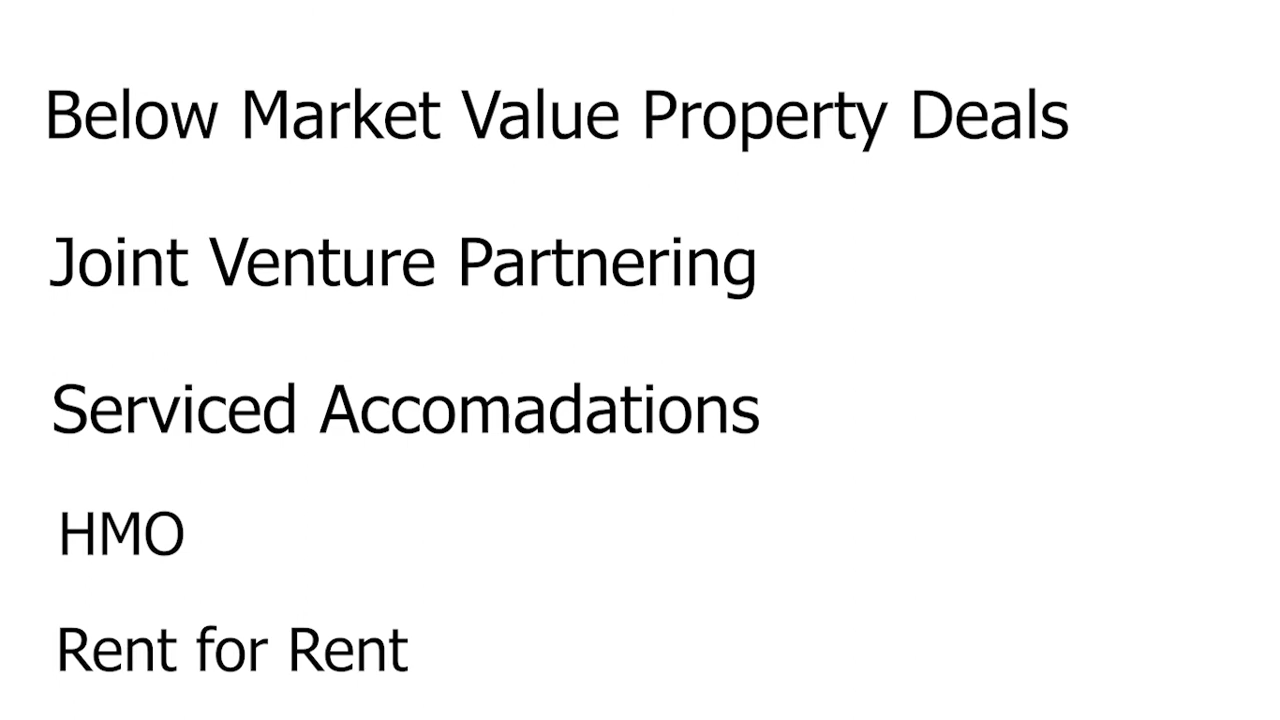 Below Market Value Property Deals
Joint Venture Partnering
Serviced Accomadations
HMO
Rent for Rent